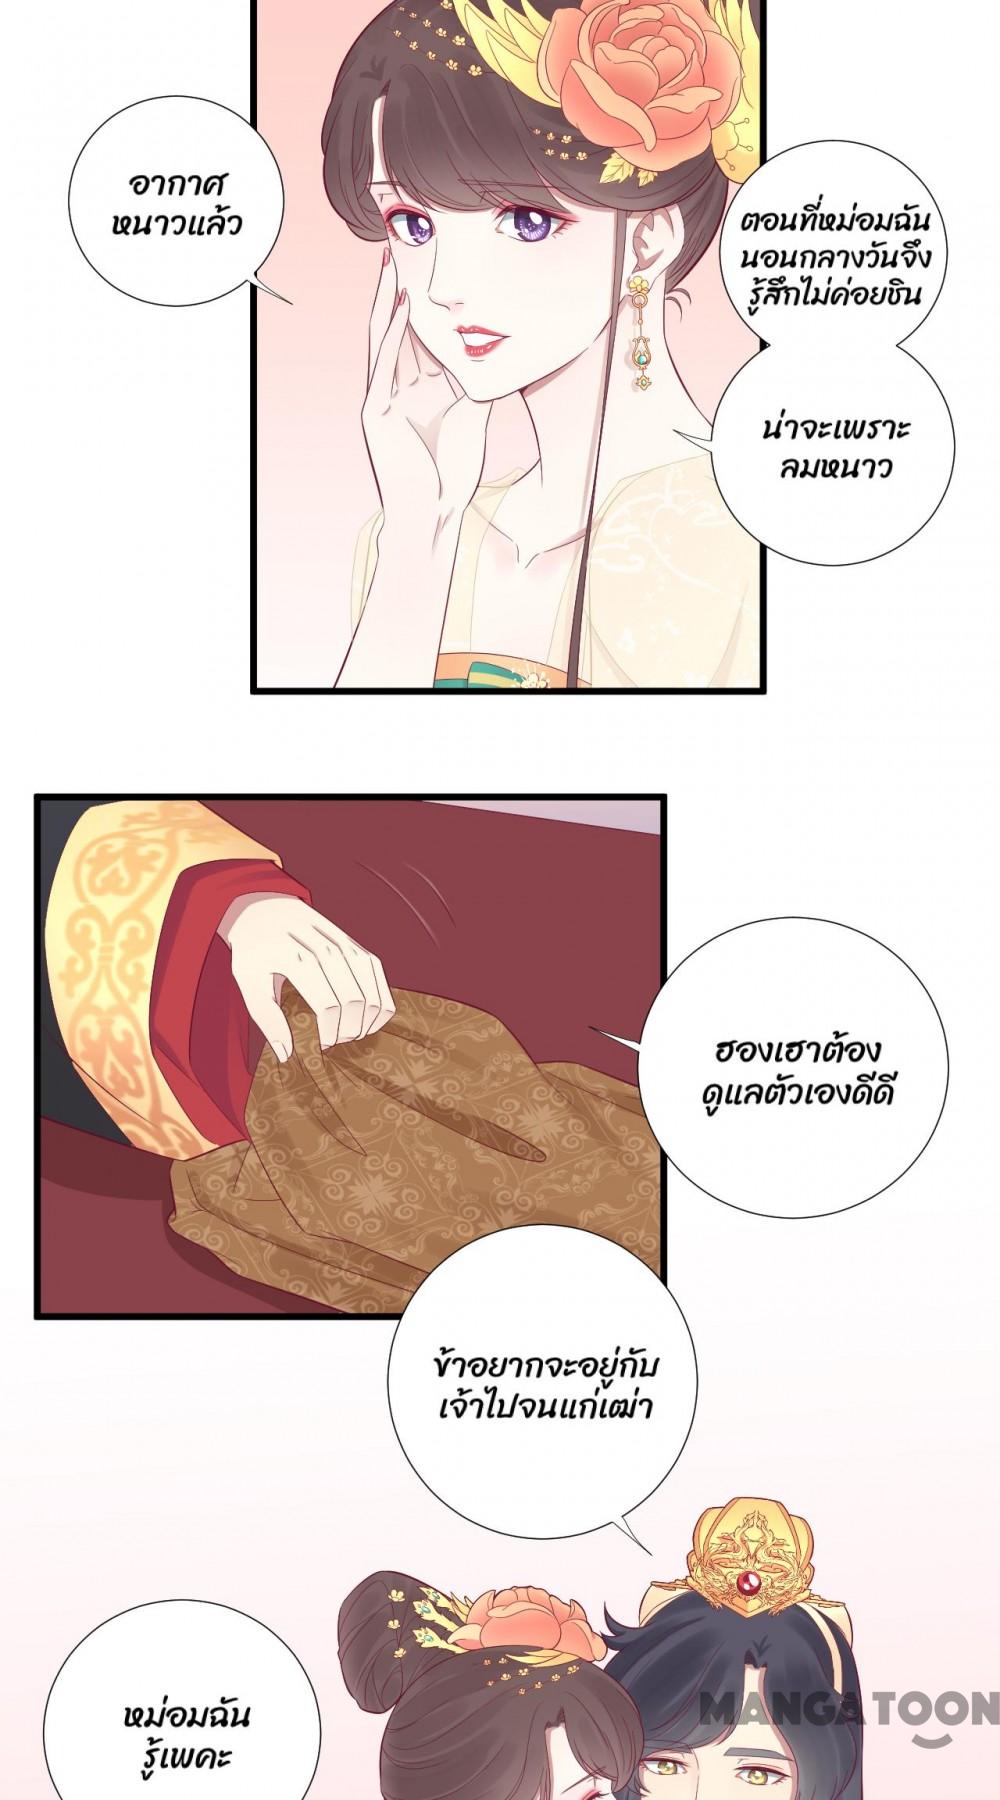 อากาศ
หนาวแล้ว
ตอนที่หม่อมฉัน
นอนกลางวันจึง
รู้สึกไม่ค่อยชิน
น่าจะเพราะ
ลมหนาว
ฮองเฮาต้อง
ดูแลตัวเองดีดี
ข้าอยากจะอยู่กับ
เจ้าไปจนแก่เฒ่า
หม่อมฉัน
รู้เพคะ
MANGATOON